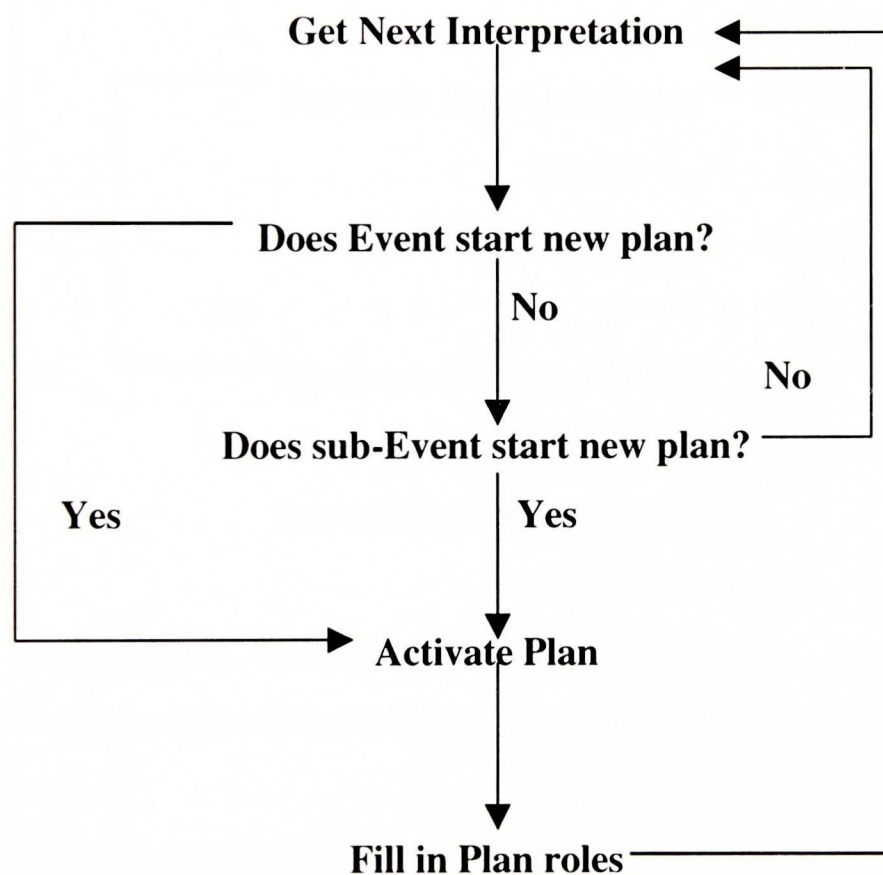 Get Next Interpretation
Does Event start new plan?
No
No
Does sub-Event start new plan?
Yes
Yes
Activate Plan
Fill in Plan roles